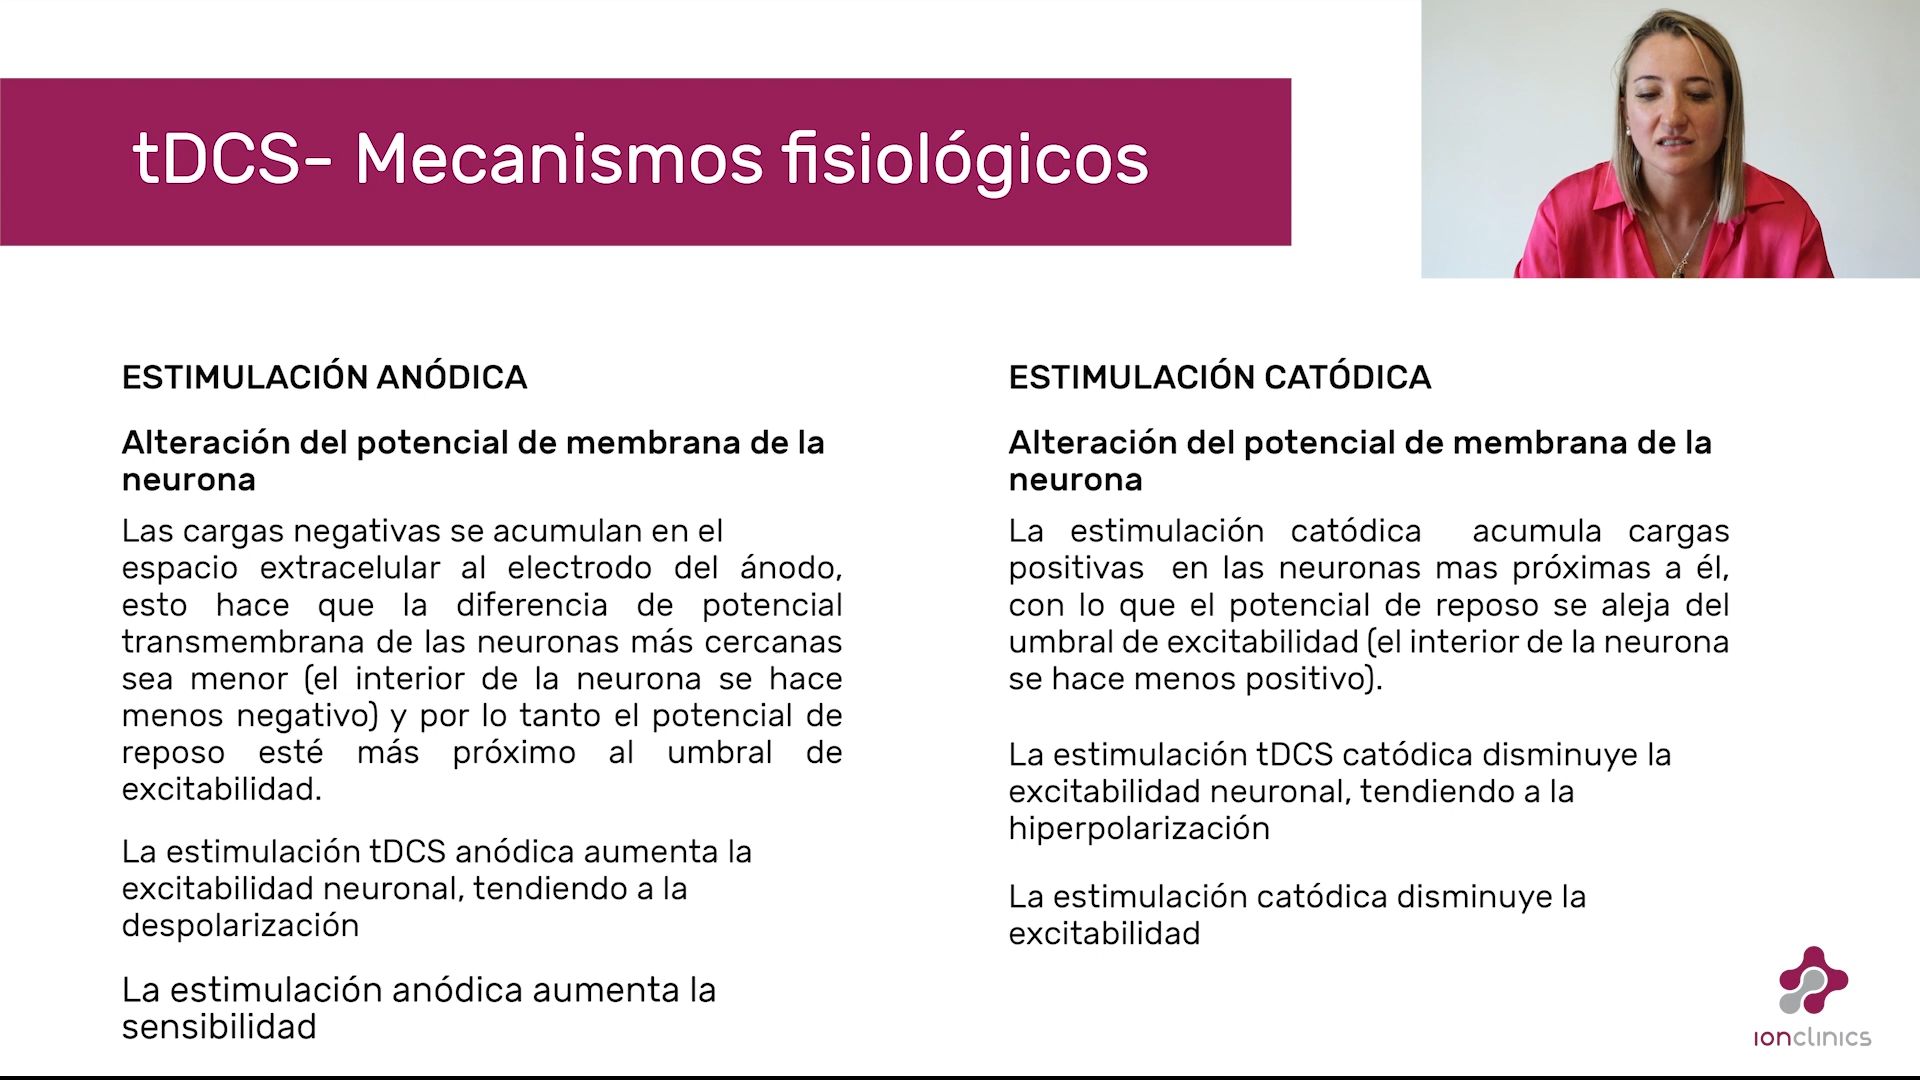 tDCS- Mecanismos fisiológicos
ESTIMULACIÓN ANÓDICA
Alteración del potencial de membrana de la
neurona
Las cargas negativas se acumulan en el
espacio extracelular al electrodo del ánodo,
esto hace que la diferencia de potencial
transmembrana de las neuronas más cercanas
sea menor (el interior de la neurona se hace
menos negativo) y por lo tanto el potencial de
reposo esté más próximo al umbral de
excitabilidad.
La estimulación tDCS anódica aumenta la
excitabilidad neuronal, tendiendo a la
despolarización
La estimulación anódica aumenta la
sensibilidad
ESTIMULACIÓN CATÓDICA
Alteración del potencial de membrana de la
neurona
La estimulación catódica acumula cargas
positivas en las neuronas mas próximas a él,
con lo que el potencial de reposo se aleja del
umbral de excitabilidad (el interior de la neurona
se hace menos positivo).
La estimulación tDCS catódica disminuye la
excitabilidad neuronal, tendiendo a la
hiperpolarización
La estimulación catódica disminuye la
excitabilidad
ionclinics